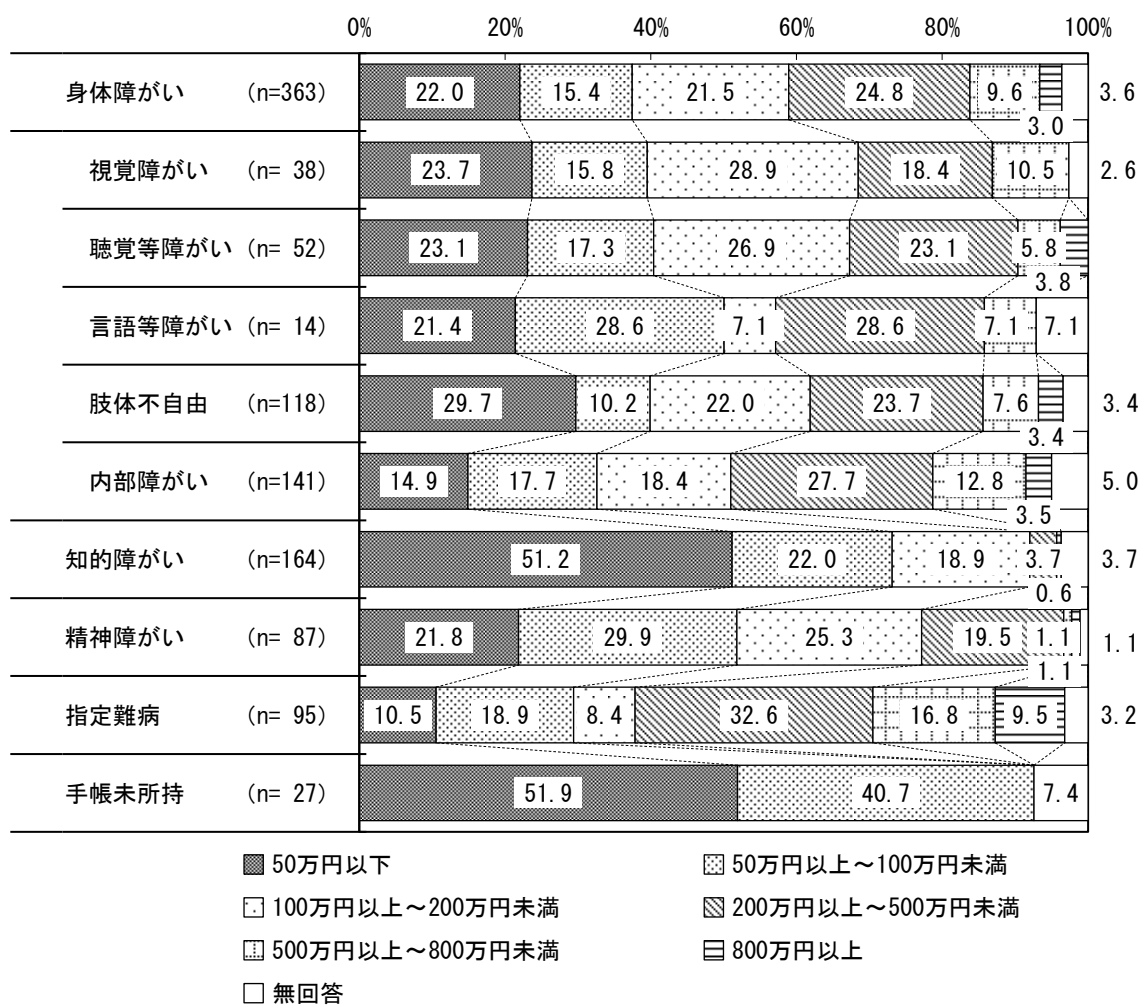 0% 20% 40% 60% 80% 100%
身体障がい (n=363) 22.0 15.4 21.5 24.8 9.6 3.0 3.6
視覚障がい (n= 38) 23.7 15.8 28.9 18.4 10.5 2.6
聴覚等障がい (n= 52) 23.1 17.3 26.9 23.1 5.8 3.8
言語等障がい (n= 14) 21.4 28.6 7.1 28.6 7.1 7.1
肢体不自由 (n=118) 29.7 10.2 22.0 23.7 7.6 3.4 3.4
内部障がい (n=141) 14.9 17.7 18.4 27.7 12.8 3.5 5.0
知的障がい (n=164) 51.2 22.0 18.9 3.7 0.6 3.7
精神障がい (n= 87) 21.8 29.9 25.3 19.5 1.1 1.1 1.1
指定難病 (n= 95) 10.5 18.9 8.4 32.6 16.8 9.5 3.2
手帳未所持 (n= 27) 51.9 40.7 7.4
50万円以下 50万円以上～100万円未満
100万円以上～200万円未満 200万円以上～500万円未満
500万円以上～800万円未満 800万円以上
無回答